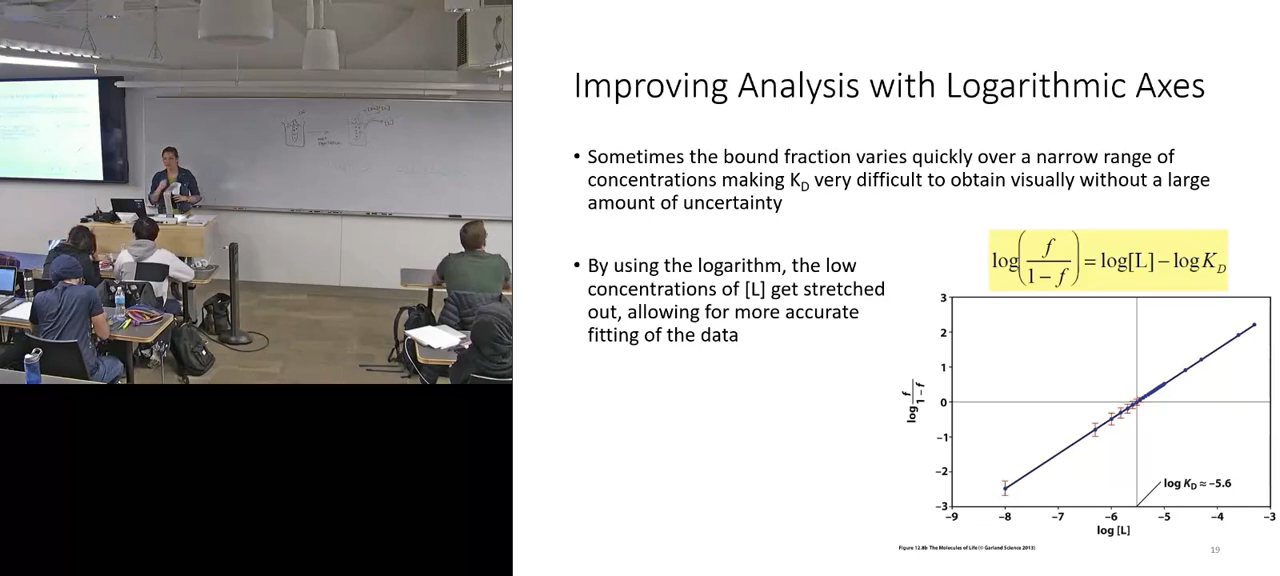 Improving Analysis with Logarithmic Axes
• Sometimes the bound fraction varies quickly over a narrow range of
concentrations making K_D very difficult to obtain visually without a large
amount of uncertainty
• By using the logarithm, the low
concentrations of [L] get stretched
out, allowing for more accurate
fitting of the data
log(f/(1−f)) = log[L] − log K_D
3
2
1
0
−1
−2
−3
log f/(1 − f)
log K_D ≈ −5.6
−9 −8 −7 −6 −5 −4 −3
log [L]
Figure 12.8b The Molecules of Life (© Garland Science 2013)
19